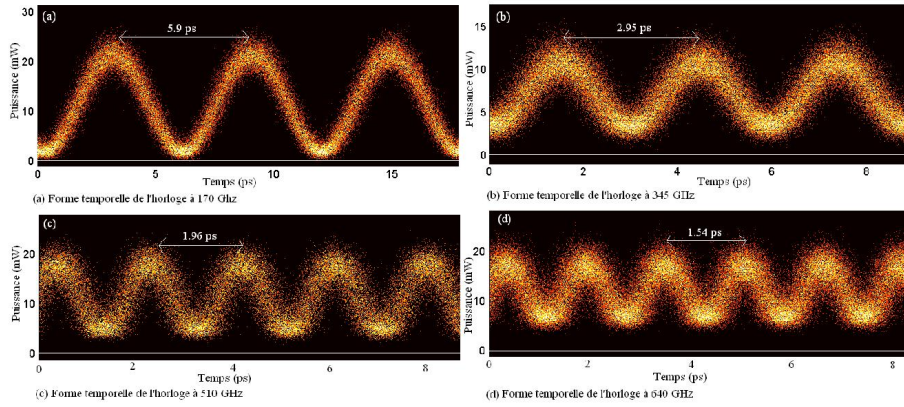 (a)
5.9 ps
Puissance (mW)
30
20
10
0
0
5
10
15
Temps (ps)
(a) Forme temporelle de l'horloge à 170 Ghz
(b)
2.95 ps
Puissance (mW)
15
10
5
0
0
2
4
6
8
Temps (ps)
(b) Forme temporelle de l'horloge à 345 GHz
(c)
1.96 ps
Puissance (mW)
20
10
0
0
2
4
6
8
Temps (ps)
(c) Forme temporelle de l'horloge à 510 GHz
(d)
1.54 ps
Puissance (mW)
20
10
0
0
2
4
6
8
Temps (ps)
(d) Forme temporelle de l'horloge à 640 GHz